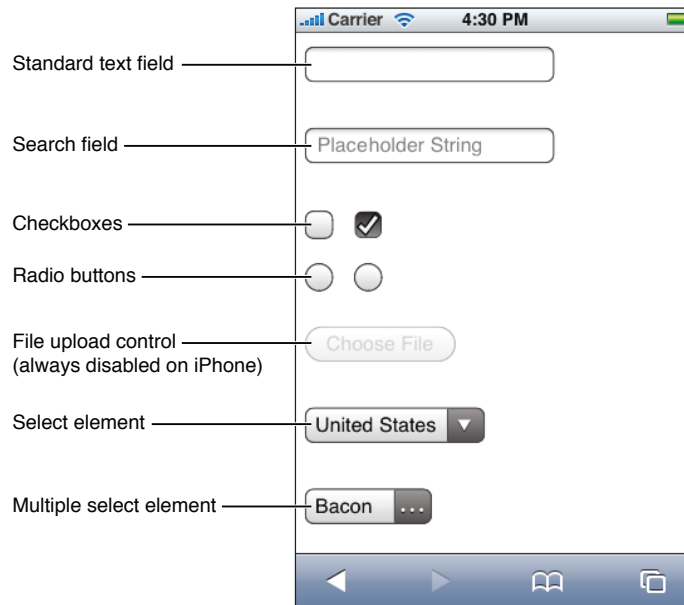 Carrier 4:30 PM
Standard text field
Search field Placeholder String
Checkboxes
Radio buttons
File upload control Choose File
(always disabled on iPhone)
Select element United States
Multiple select element Bacon ...